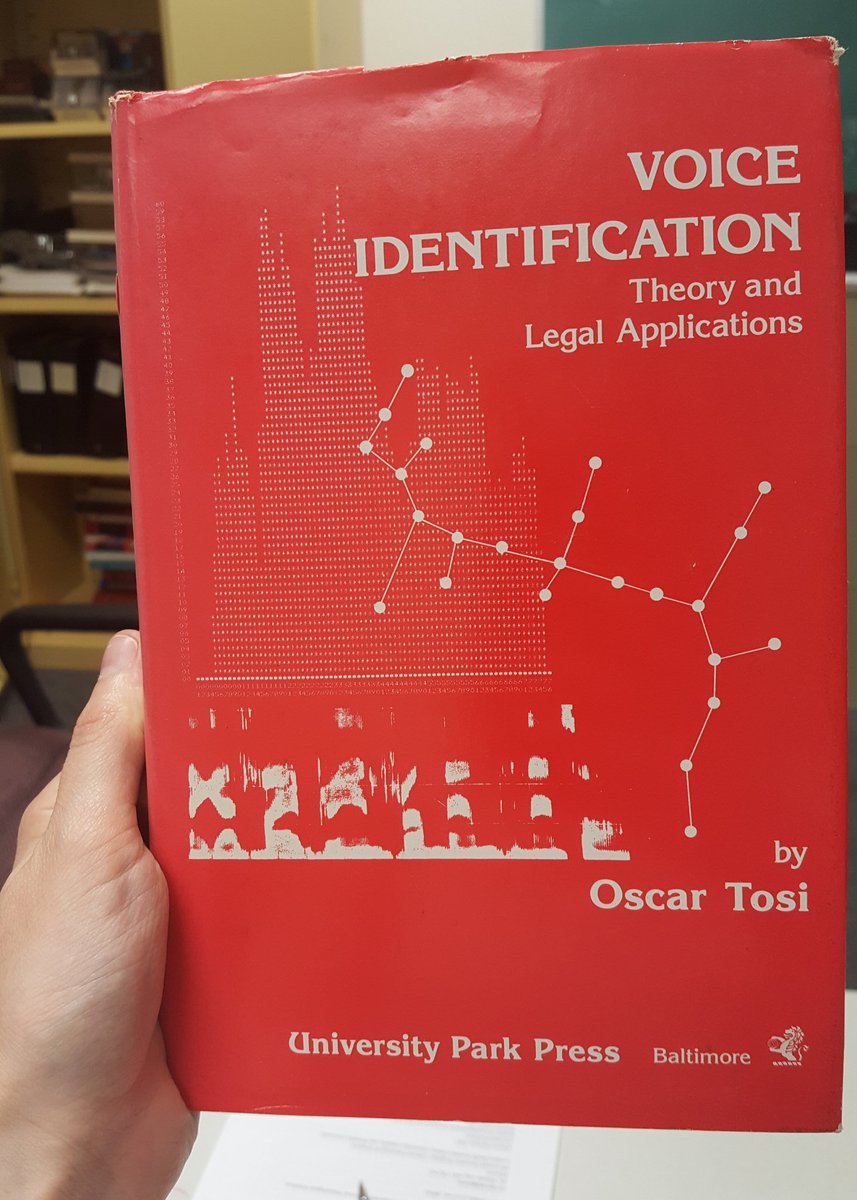 VOICE
IDENTIFICATION
Theory and
Legal Applications
by
Oscar Tosi
University Park Press Baltimore